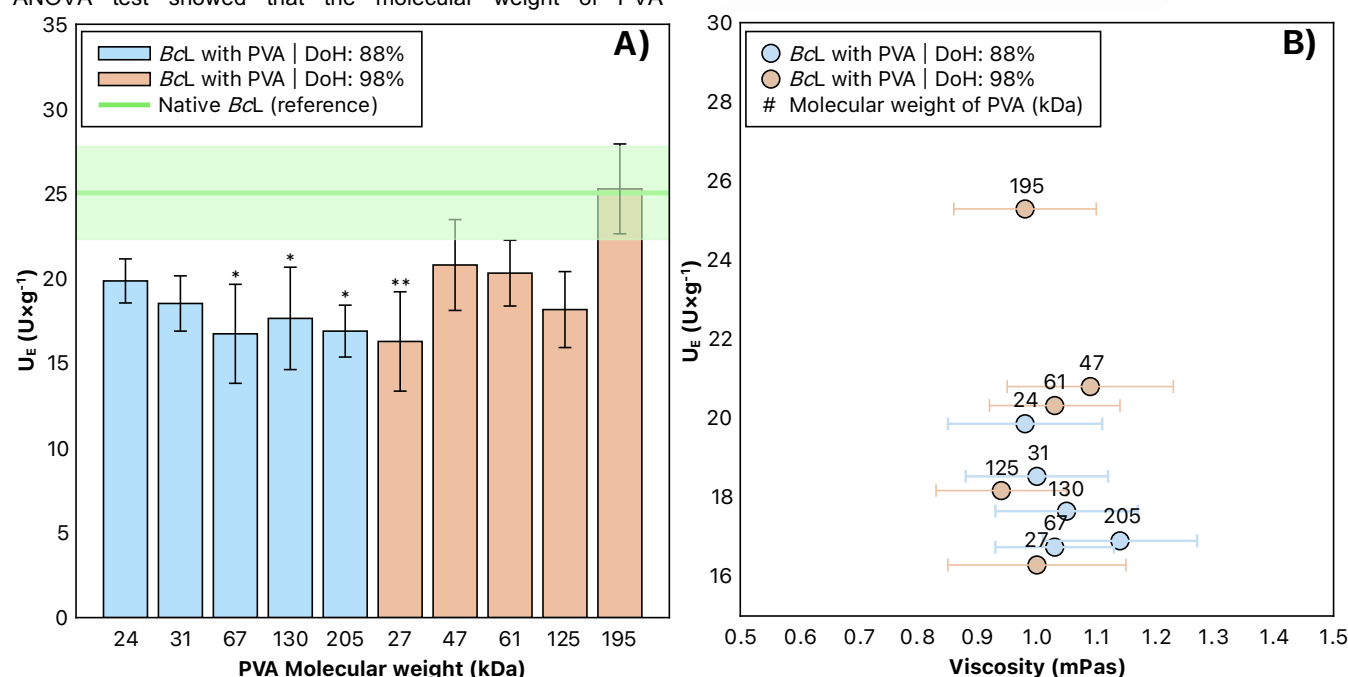 ANOVA test showed that the molecular weight of PVA
A)
BcL with PVA | DoH: 88%
BcL with PVA | DoH: 98%
Native BcL (reference)
35
30
25
20
15
10
5
0
U_E (U×g⁻¹)
*
*
*
**
24 31 67 130 205 27 47 61 125 195
PVA Molecular weight (kDa)
B)
BcL with PVA | DoH: 88%
BcL with PVA | DoH: 98%
# Molecular weight of PVA (kDa)
30
28
26
24
22
20
18
16
U_E (U×g⁻¹)
195
47
61
24
31
125
130
205
67
27
0.5 0.6 0.7 0.8 0.9 1.0 1.1 1.2 1.3 1.4 1.5
Viscosity (mPas)